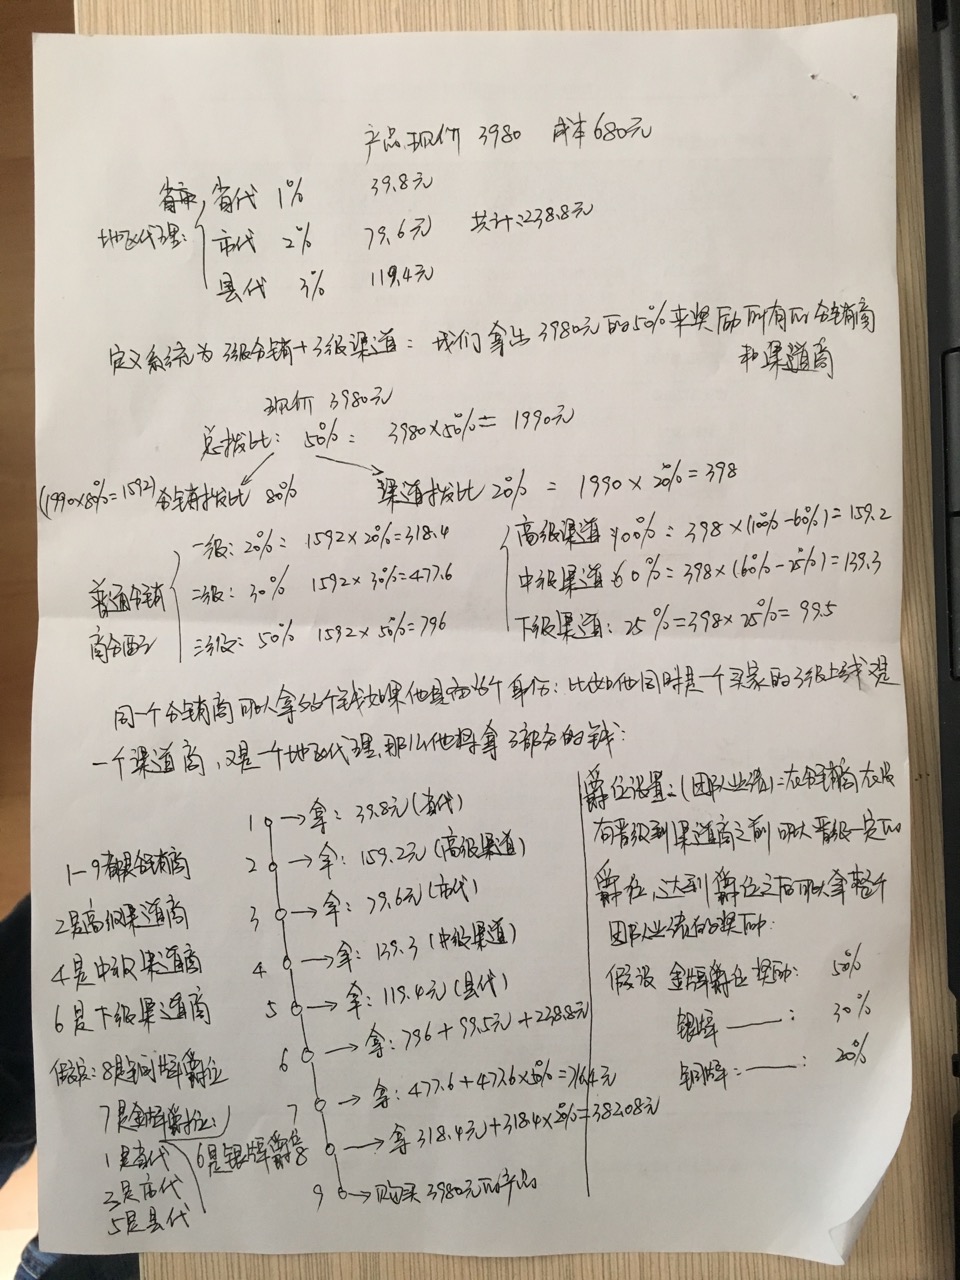 产品现价 3980 成本680元
省代 1% 39.8元
地区代理: 市代 2% 79.6元 共计:238.8元
县代 3% 119.4元
定义系统为3级分销+3级渠道: 我们拿出3980元的50%来奖励所有的分销商
和渠道商
现价 3980元
总拨比: 50%: 3980×50%= 1990元
(1990×80%=1592) 分销拨比 80% 渠道拨比 20% = 1990×20%=398
普通分销商分配
一级: 20%: 1592×20%=318.4
二级: 30% 1592×30%=477.6
三级: 50% 1592×50%=796
高级渠道 100%: 398×(100%-60%)=159.2
中级渠道 60%=398×(60%-25%)=139.3
下级渠道: 25%=398×25%=99.5
同一个分销商可以拿多个钱如果他具有多个身份: 比如他同时是一个买家的3级上线又是
一个渠道商,又是一个地区代理,那么他将拿3部分的钱:
1 → 拿: 39.8元(省代)
2 → 拿: 159.2元(高级渠道)
3 → 拿: 79.6元(市代)
4 → 拿: 139.3(中级渠道)
5 → 拿: 119.4元(县代)
6 → 拿: 796+99.5元+238.8元
7 → 拿: 477.6+477.6×50%=716.4元
8 → 拿 318.4元+318.4×20%=382.08元
9 → 购买3980元的产品
1-9都是分销商
2是高级渠道商
4是中级渠道商
6是下级渠道商
假设: 8是铜牌爵位
7是金牌爵位
1是省代 6是银牌爵位
3是市代
5是县代
爵位设置:(团队业绩)=在分销商在没
有晋级到渠道商之前可以晋级一定的
爵位,达到爵位之后可以拿整个
团队业绩的奖励:
假设 金牌爵位奖励: 50%
银牌——: 30%
铜牌:——: 20%